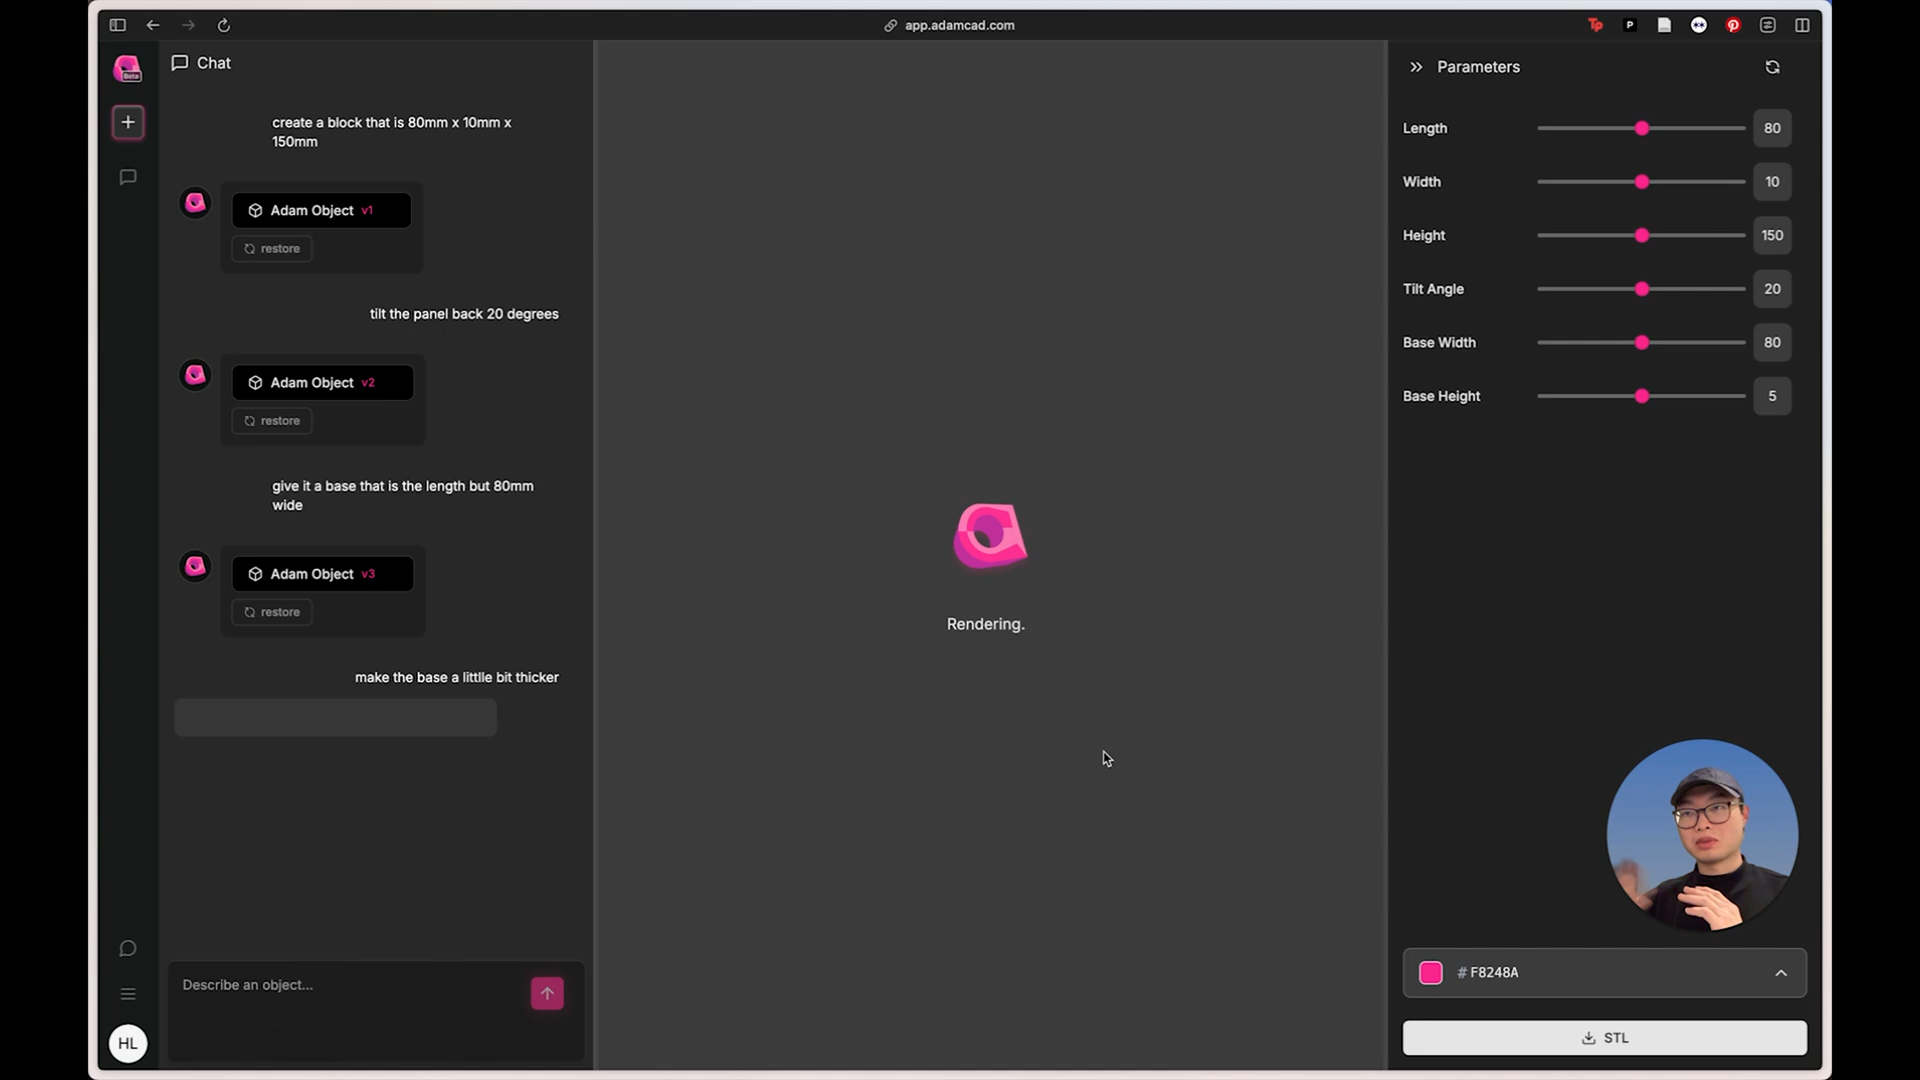 app.adamcad.com
Tp
P
Beta
Chat
create a block that is 80mm x 10mm x
150mm
Adam Object v1
restore
tilt the panel back 20 degrees
Adam Object v2
restore
give it a base that is the length but 80mm
wide
Adam Object v3
restore
make the base a littlle bit thicker
Describe an object...
HL
Rendering.
Parameters
Length 80
Width 10
Height 150
Tilt Angle 20
Base Width 80
Base Height 5
# F8248A
STL